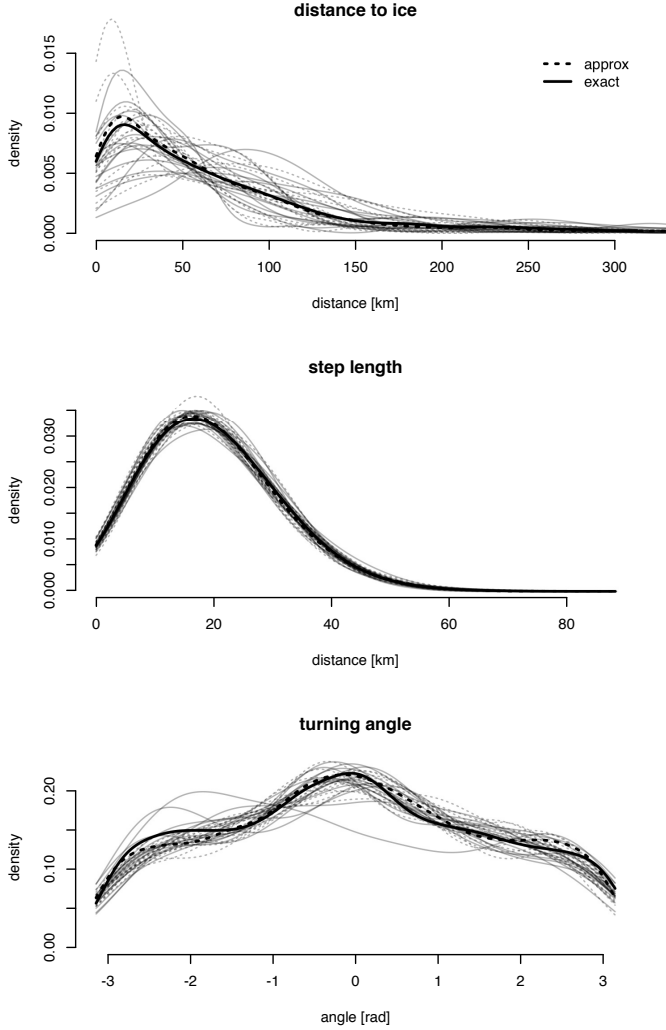 distance to ice
0.015
0.010
0.005
0.000
density
approx
exact
0 50 100 150 200 250 300
distance [km]
step length
0.030
0.020
0.010
0.000
density
0 20 40 60 80
distance [km]
turning angle
0.20
0.10
0.00
density
-3 -2 -1 0 1 2 3
angle [rad]